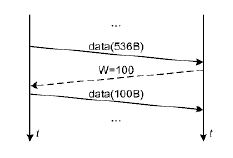 ...
data(536B)
W=100
data(100B)
...
t
t